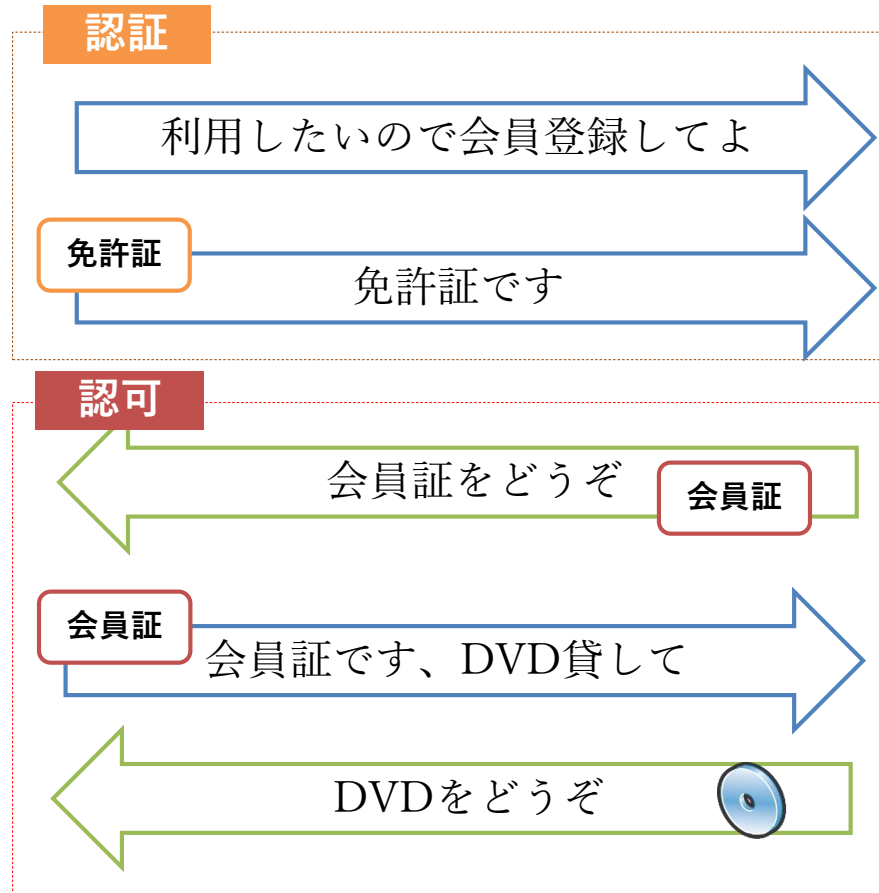 認証
利用したいので会員登録してよ
免許証
免許証です
認可
会員証をどうぞ
会員証
会員証
会員証です、DVD貸して
DVDをどうぞ